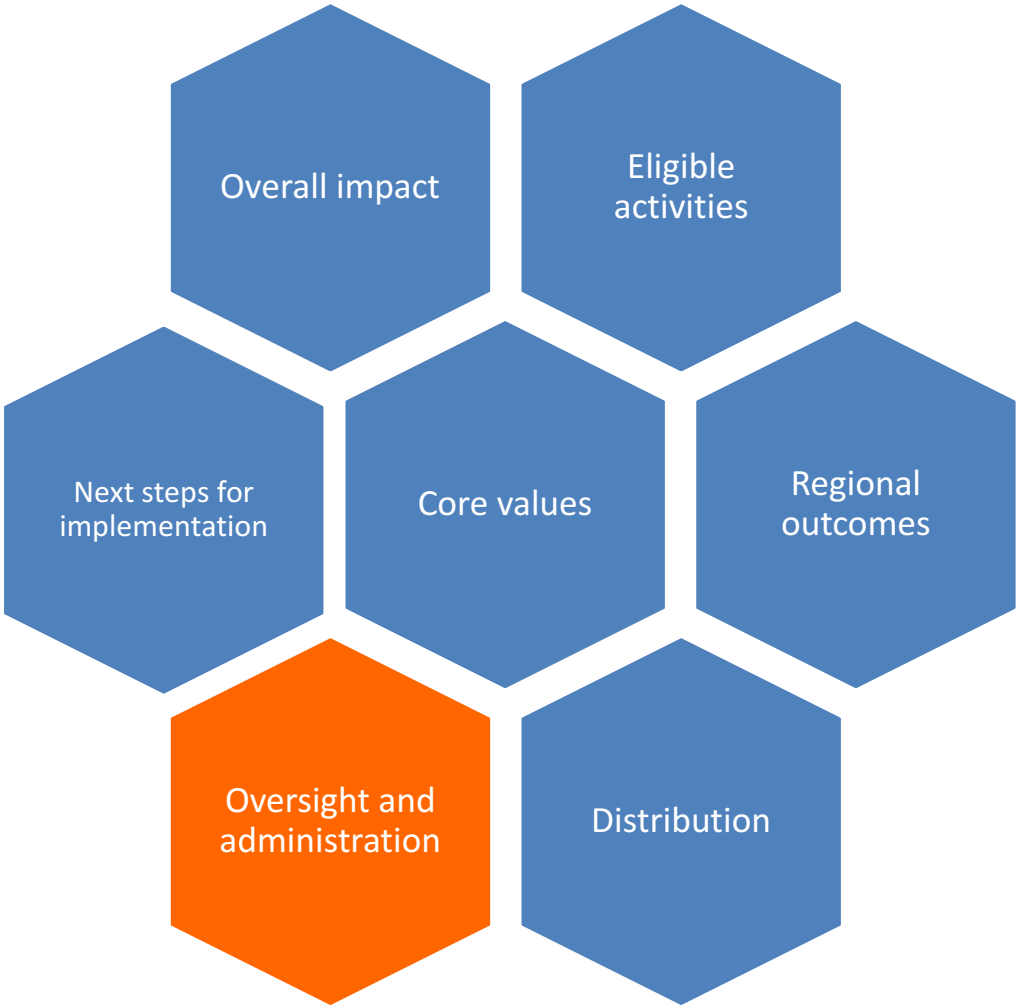 Overall impact
Eligible
activities
Next steps for
implementation
Core values
Regional
outcomes
Oversight and
administration
Distribution